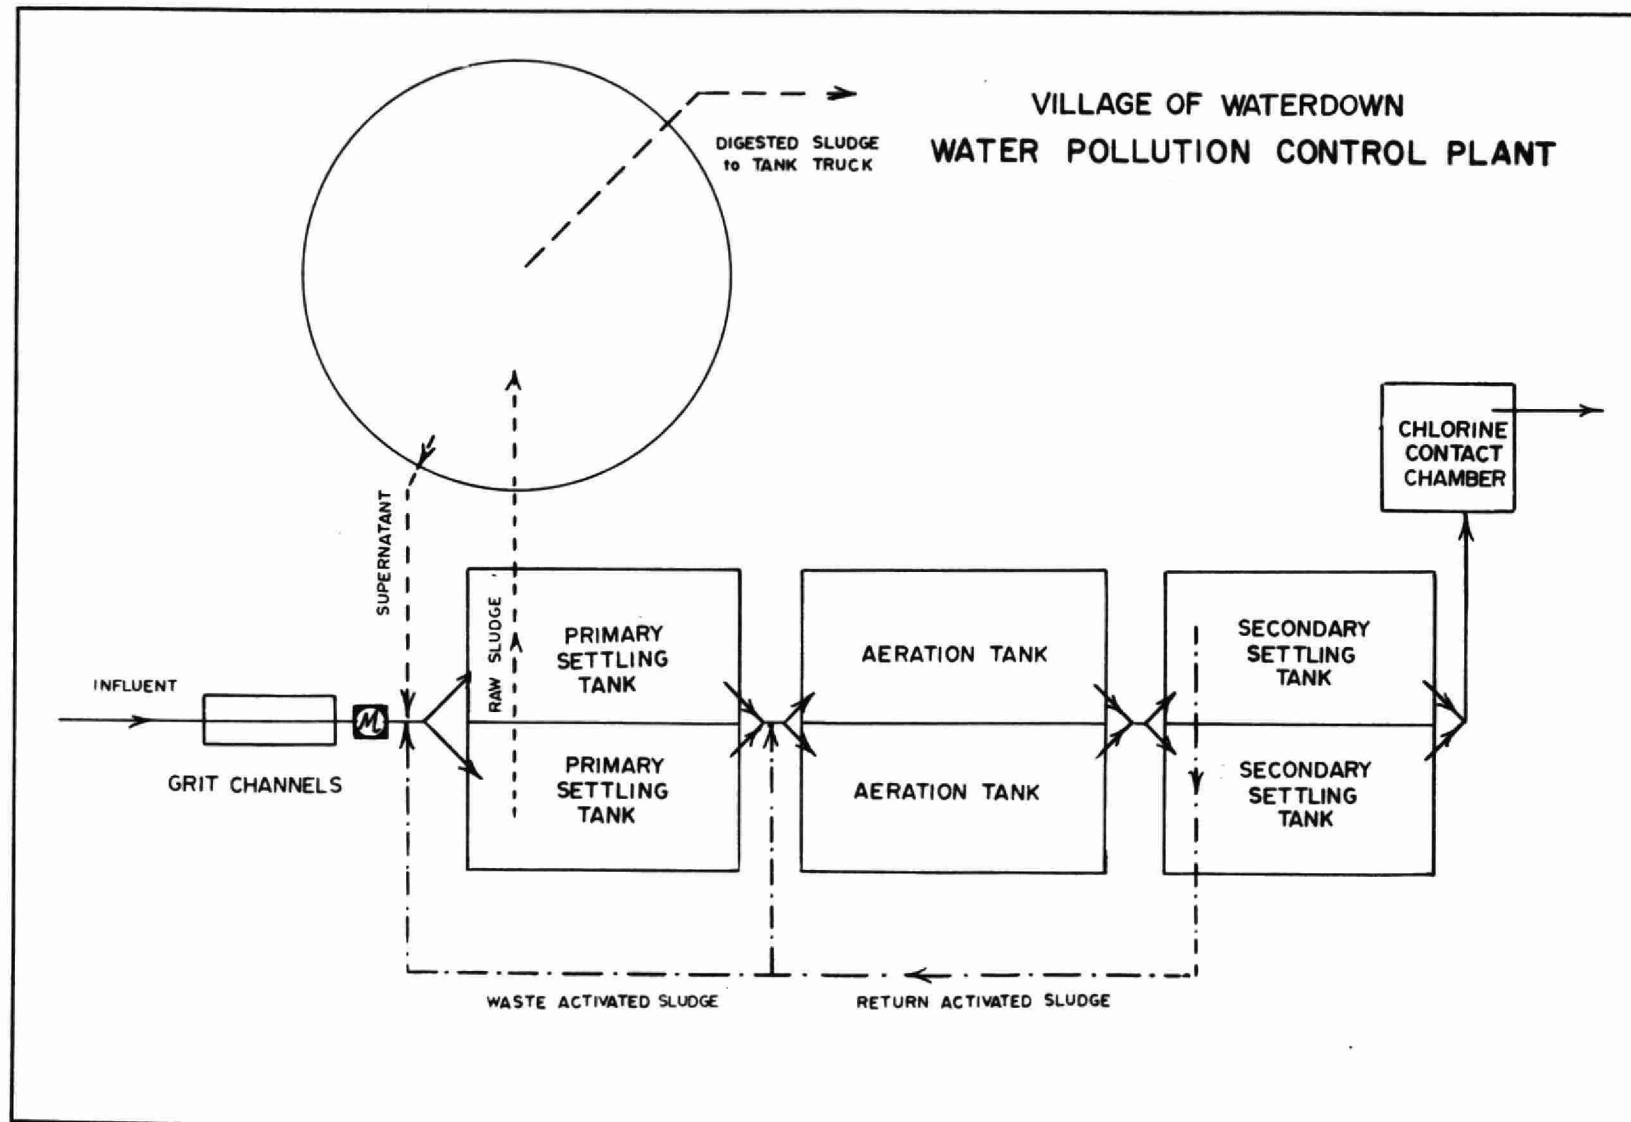 VILLAGE OF WATERDOWN
WATER POLLUTION CONTROL PLANT
DIGESTED SLUDGE
to TANK TRUCK
CHLORINE
CONTACT
CHAMBER
SUPERNATANT
RAW SLUDGE
PRIMARY
SETTLING
TANK
AERATION TANK
SECONDARY
SETTLING
TANK
INFLUENT
M
GRIT CHANNELS
PRIMARY
SETTLING
TANK
AERATION TANK
SECONDARY
SETTLING
TANK
WASTE ACTIVATED SLUDGE
RETURN ACTIVATED SLUDGE